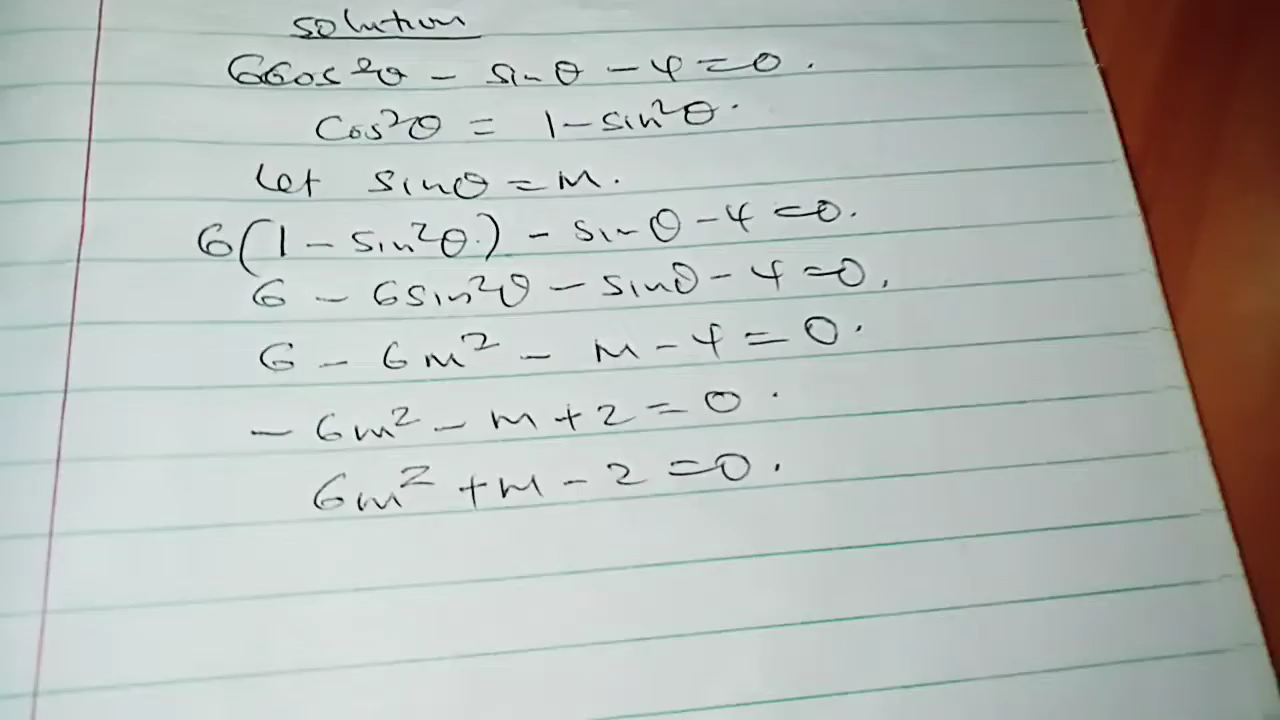 solution
6cos²θ - sinθ - 4 = 0.
Cos²θ = 1 - sin²θ.
Let sinθ = M.
6(1 - sin²θ.) - sinθ - 4 = 0.
6 - 6sin²θ - sinθ - 4 = 0.
6 - 6m² - m - 4 = 0.
- 6m² - m + 2 = 0.
6m² + m - 2 = 0.